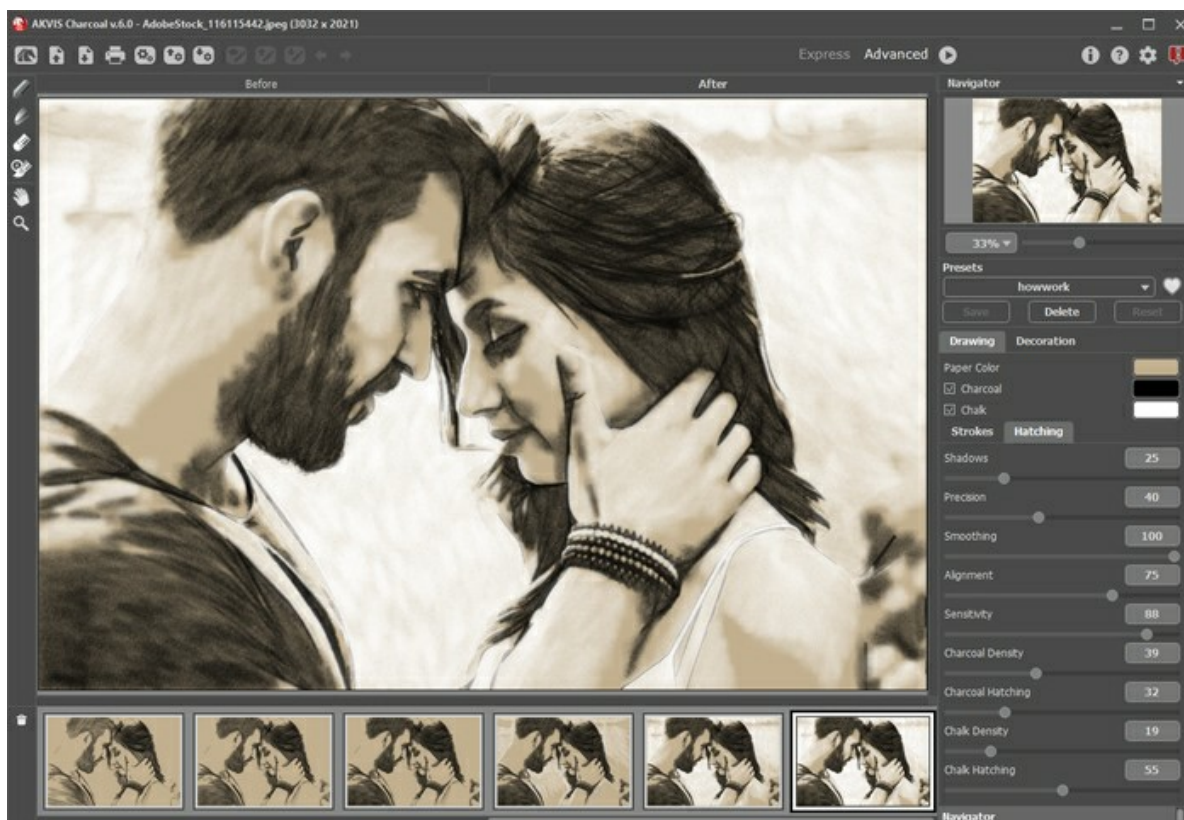 AKVIS Charcoal v.6.0 - AdobeStock_116115442.jpeg (3032 x 2021)
Express Advanced
Before After
Navigator
33%
Presets
howwork
Save Delete Reset
Drawing Decoration
Paper Color
Charcoal
Chalk
Strokes Hatching
Shadows 25
Precision 40
Smoothing 100
Alignment 75
Sensitivity 88
Charcoal Density 39
Charcoal Hatching 32
Chalk Density 19
Chalk Hatching 55
Navigator